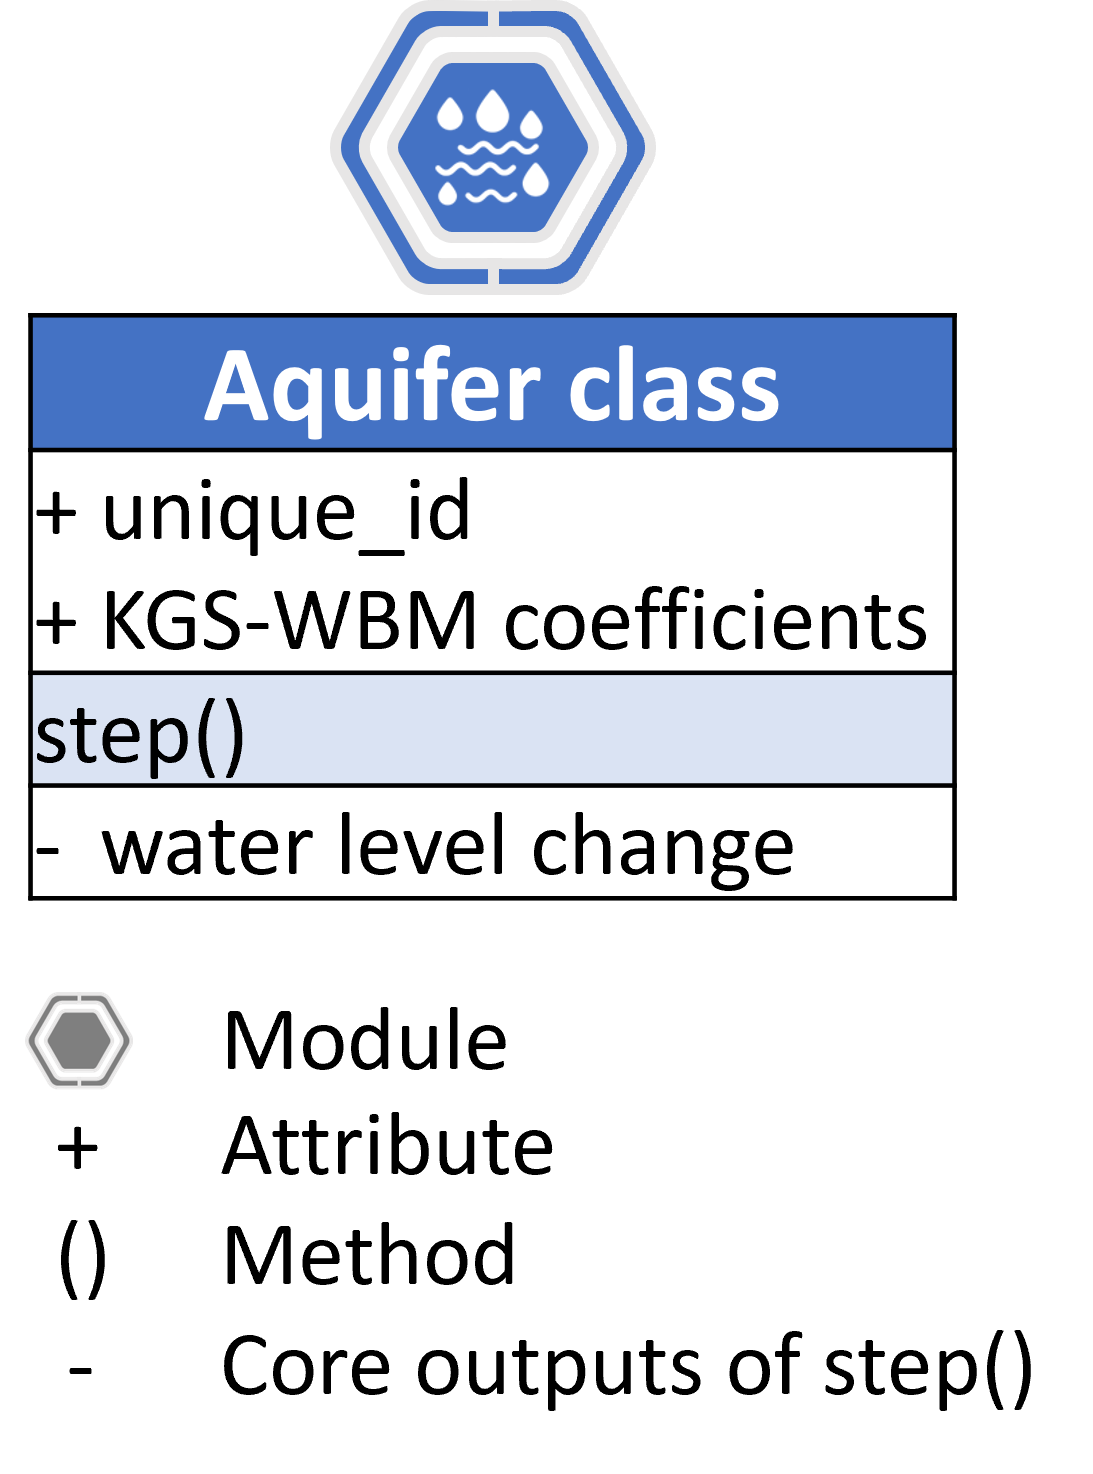 Aquifer class
+ unique_id
+ KGS-WBM coefficients
step()
- water level change
Module
+ Attribute
() Method
- Core outputs of step()